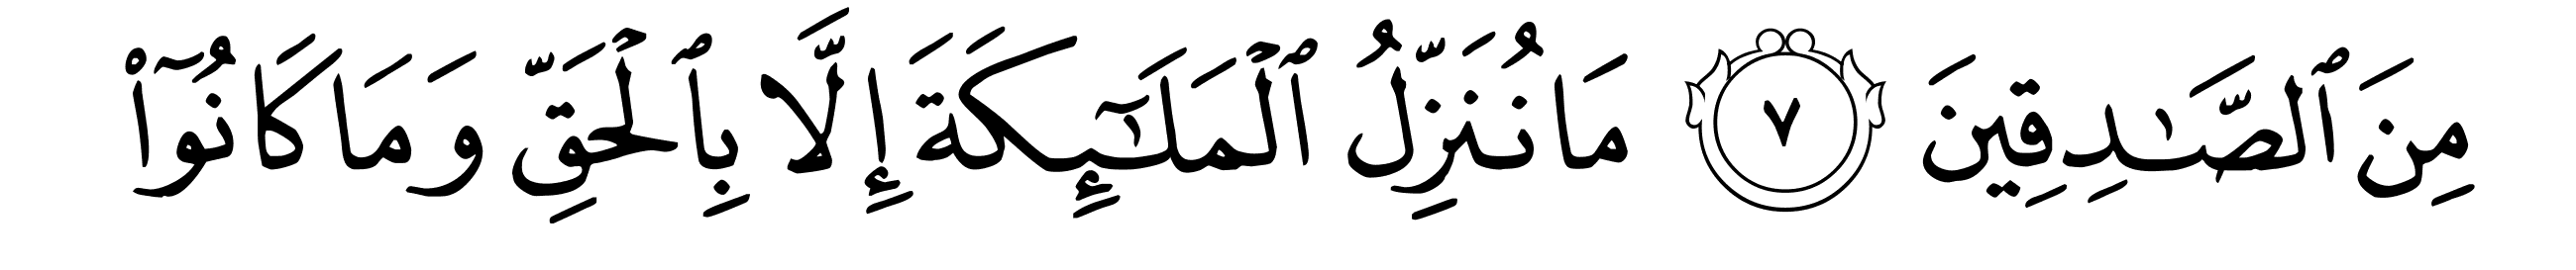 مِنَ ٱلصَّـٰدِقِينَ ٧ مَا نُنَزِّلُ ٱلْمَلَـٰٓئِكَةَ إِلَّا بِٱلْحَقِّ وَمَا كَانُوٓا۟